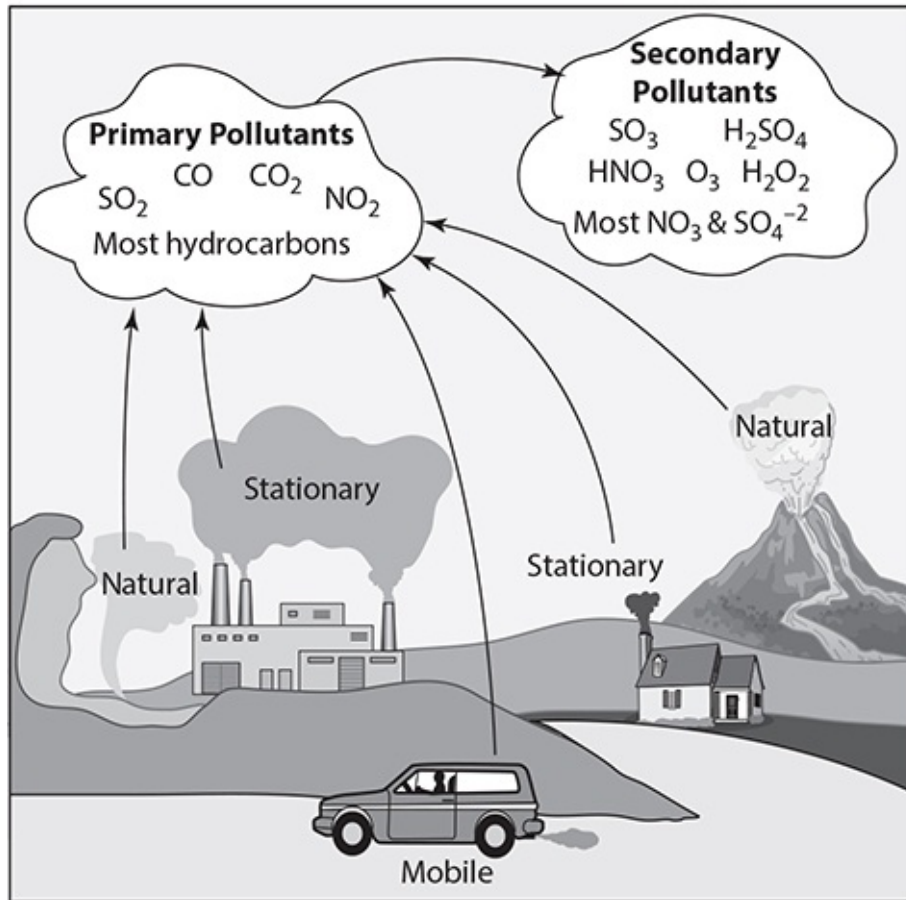 Primary Pollutants
CO CO₂
SO₂ NO₂
Most hydrocarbons
Secondary
Pollutants
SO₃ H₂SO₄
HNO₃ O₃ H₂O₂
Most NO₃ & SO₄⁻²
Natural
Stationary
Stationary
Natural
Mobile